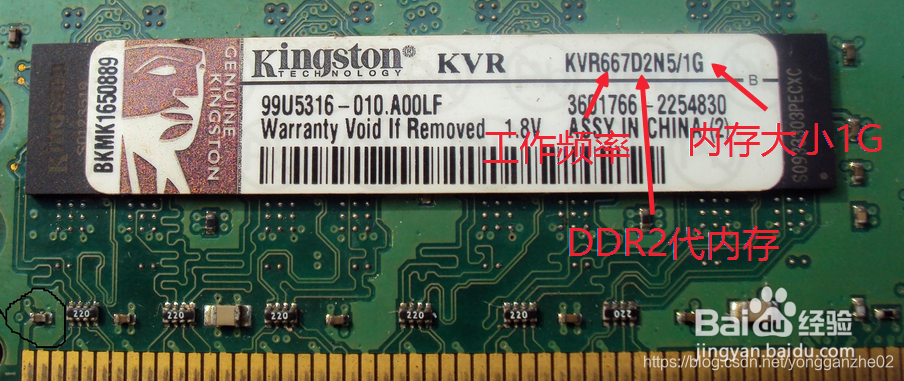 Kingston®
TECHNOLOGY
KVR
KVR667D2N5/1G
B
GENUINE
KINGSTON
BKMK1650889
99U5316-010.A00LF
Warranty Void If Removed 1.8V
ASSY IN CHINA (2)
工作频率
内存大小1G
DDR2代内存
220
220
220
220
220
220
Baidu经验
jingyan.baidu.com
https://blog.csdn.net/yongganzhe02